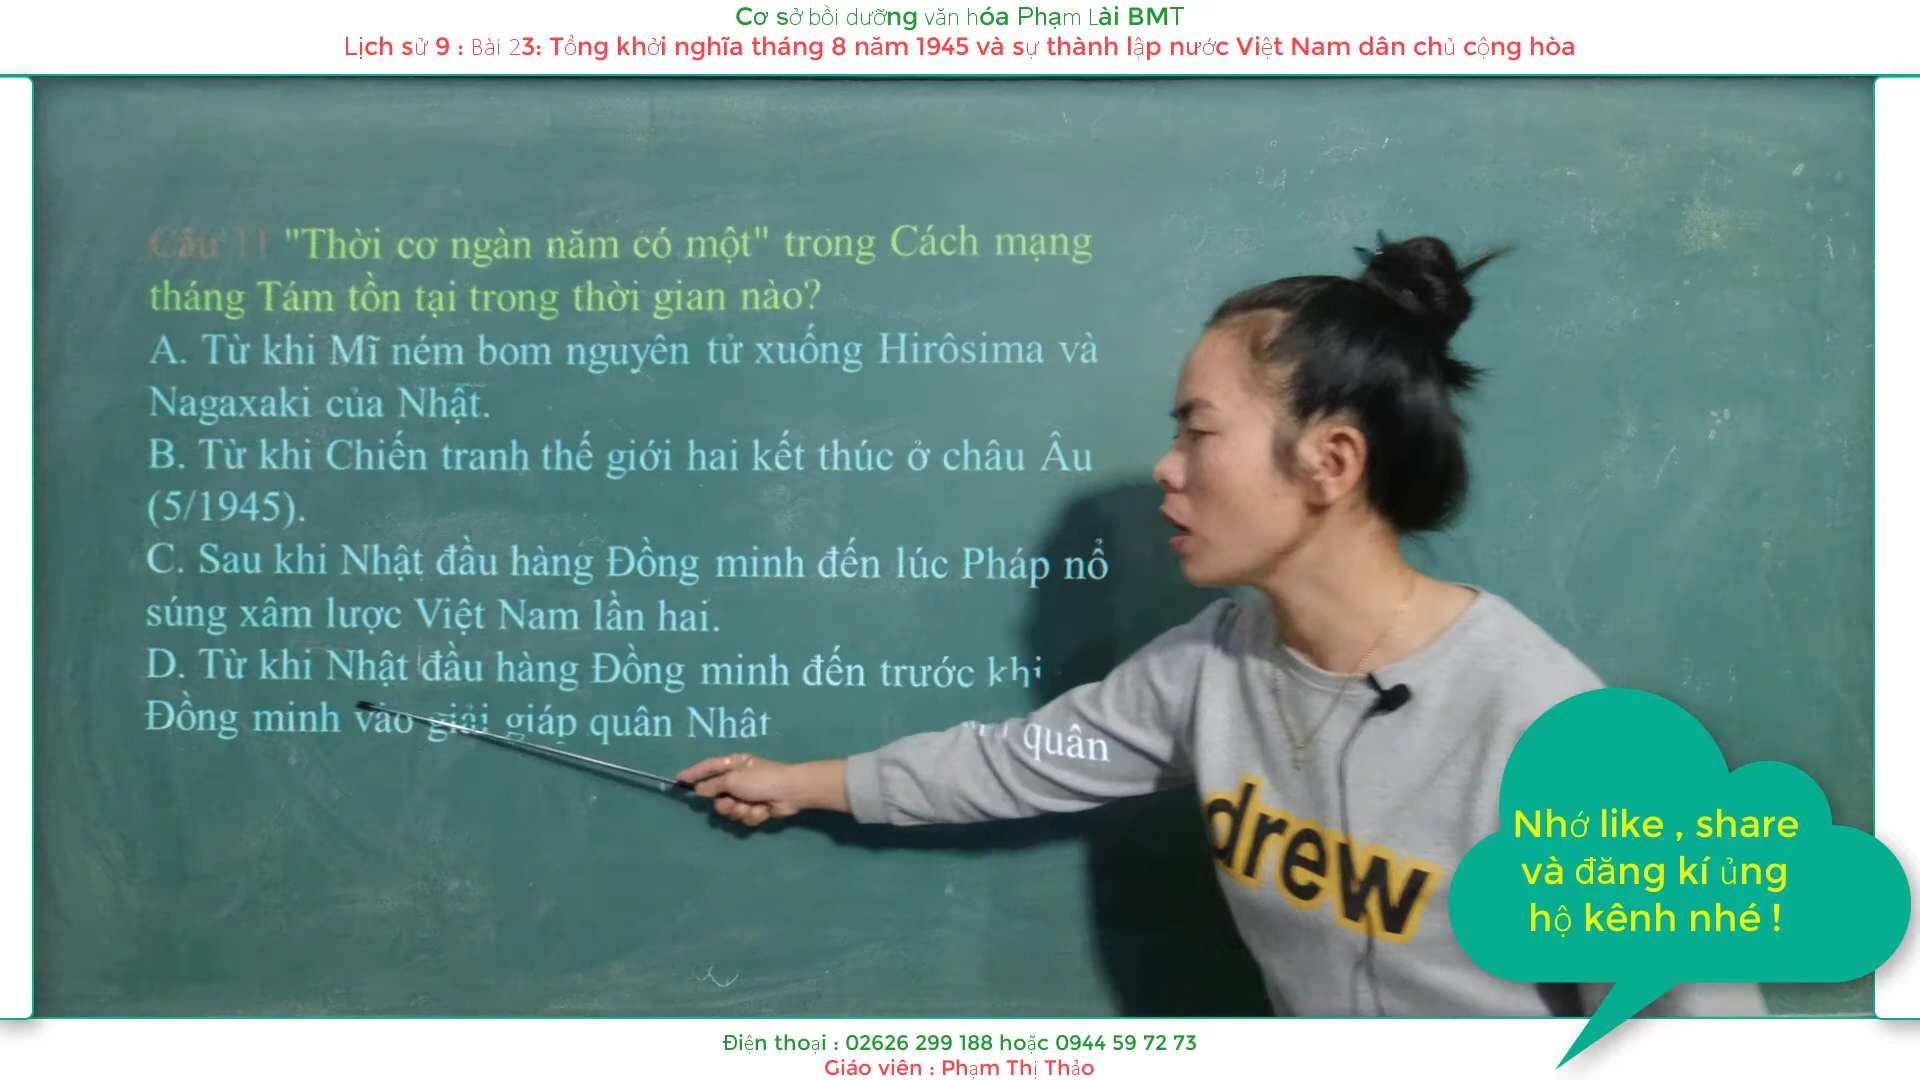 Cơ sở bồi dưỡng văn hóa Phạm Lài BMT
Lịch sử 9 : Bài 23: Tổng khởi nghĩa tháng 8 năm 1945 và sự thành lập nước Việt Nam dân chủ cộng hòa
Câu 11 "Thời cơ ngàn năm có một" trong Cách mạng
tháng Tám tồn tại trong thời gian nào?
A. Từ khi Mĩ ném bom nguyên tử xuống Hirôsima và
Nagaxaki của Nhật.
B. Từ khi Chiến tranh thế giới hai kết thúc ở châu Âu
(5/1945).
C. Sau khi Nhật đầu hàng Đồng minh đến lúc Pháp nổ
súng xâm lược Việt Nam lần hai.
D. Từ khi Nhật đầu hàng Đồng minh đến trước khi quân
Đồng minh vào giải giáp quân Nhật
drew
Nhớ like , share
và đăng kí ủng
hộ kênh nhé !
Điện thoại : 02626 299 188 hoặc 0944 59 72 73
Giáo viên : Phạm Thị Thảo